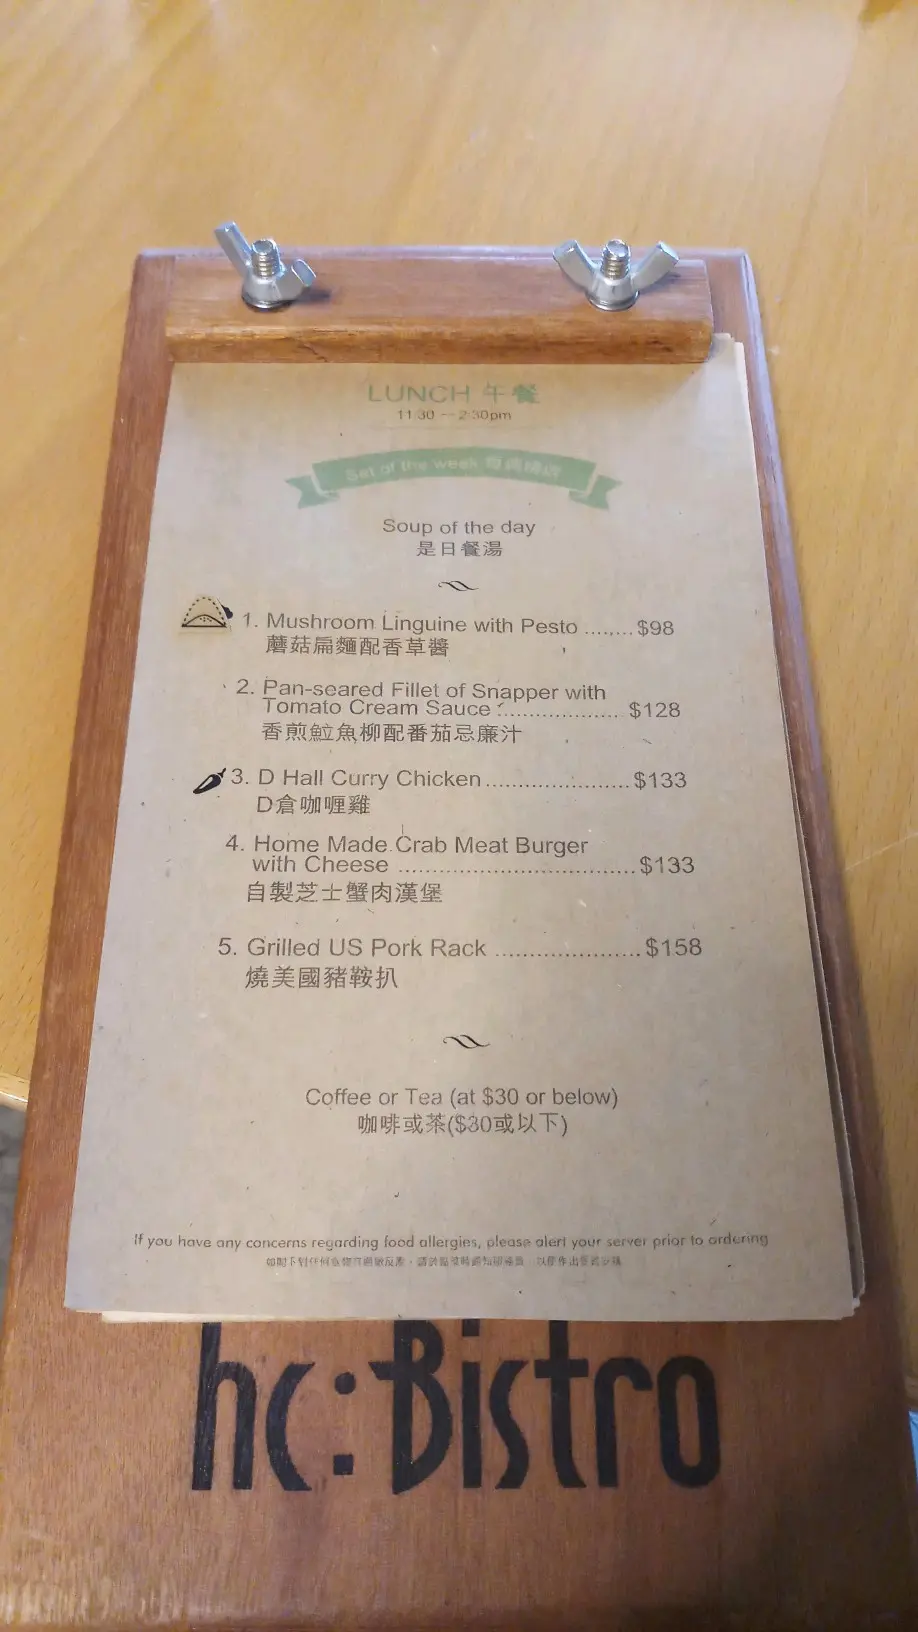 LUNCH 午餐
11:30 -- 2:30pm
Set of the week
Soup of the day
是日餐湯
1. Mushroom Linguine with Pesto ....... $98
蘑菇扁麵配香草醬
2. Pan-seared Fillet of Snapper with
Tomato Cream Sauce ..................... $128
香煎鱲魚柳配番茄忌廉汁
3. D Hall Curry Chicken ....................... $133
D倉咖喱雞
4. Home Made Crab Meat Burger
with Cheese ...................................... $133
自製芝士蟹肉漢堡
5. Grilled US Pork Rack ....................... $158
燒美國豬鞍扒
Coffee or Tea (at $30 or below)
咖啡或茶($30或以下)
If you have any concerns regarding food allergies, please alert your server prior to ordering
hc:Bistro